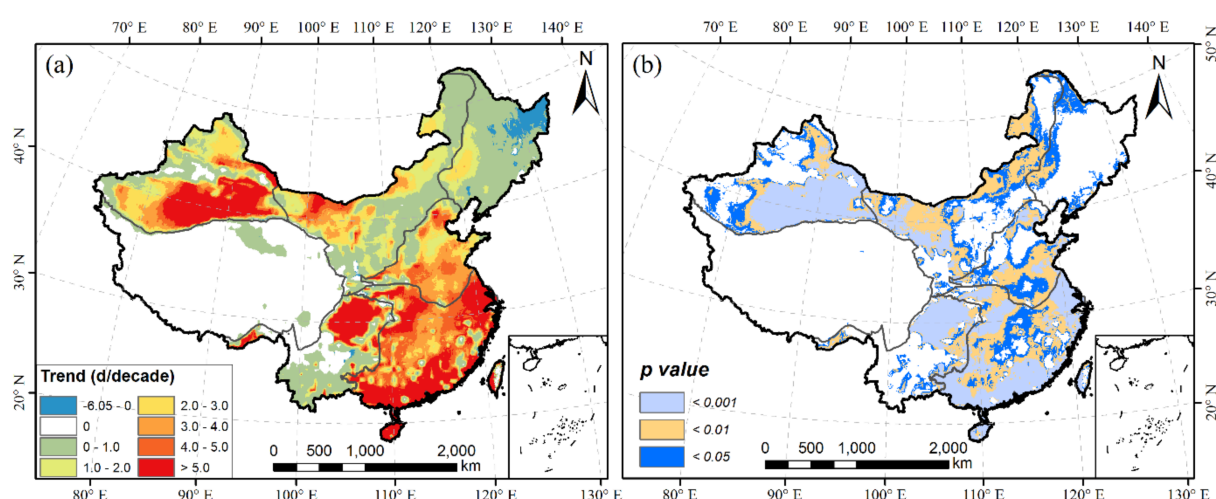 70° E 80° E 90° E 100° E 110° E 120° E 130° E 140° E
(a)
N
40° N
30° N
20° N
Trend (d/decade)
-6.05 - 0 2.0 - 3.0
0 3.0 - 4.0
0 - 1.0 4.0 - 5.0
1.0 - 2.0 > 5.0
0 500 1,000 2,000
km
80° E 90° E 100° E 110° E 120° E 130° E
70° E 80° E 90° E 100° E 110° E 120° E 130° E 140° E
(b)
N
50° N
40° N
30° N
20° N
p value
< 0.001
< 0.01
< 0.05
0 500 1,000 2,000
km
80° E 90° E 100° E 110° E 120° E 130° E